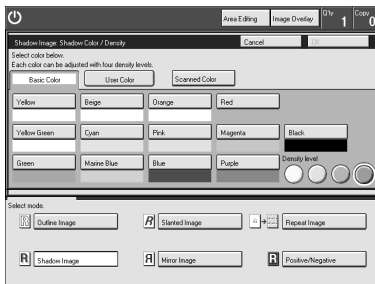 Area Editing Image Overlay Q'ty 1 Copy 0
Shadow Image: Shadow Color / Density Cancel OK
Select color below.
Each color can be adjusted with four density levels.
Basic Color User Color Scanned Color
Yellow Beige Orange Red
Yellow Green Cyan Pink Magenta Black
Green Marine Blue Blue Purple Density level
Select mode.
R Outline Image R Slanted Image Repeat Image
R Shadow Image R Mirror Image R Positive/Negative